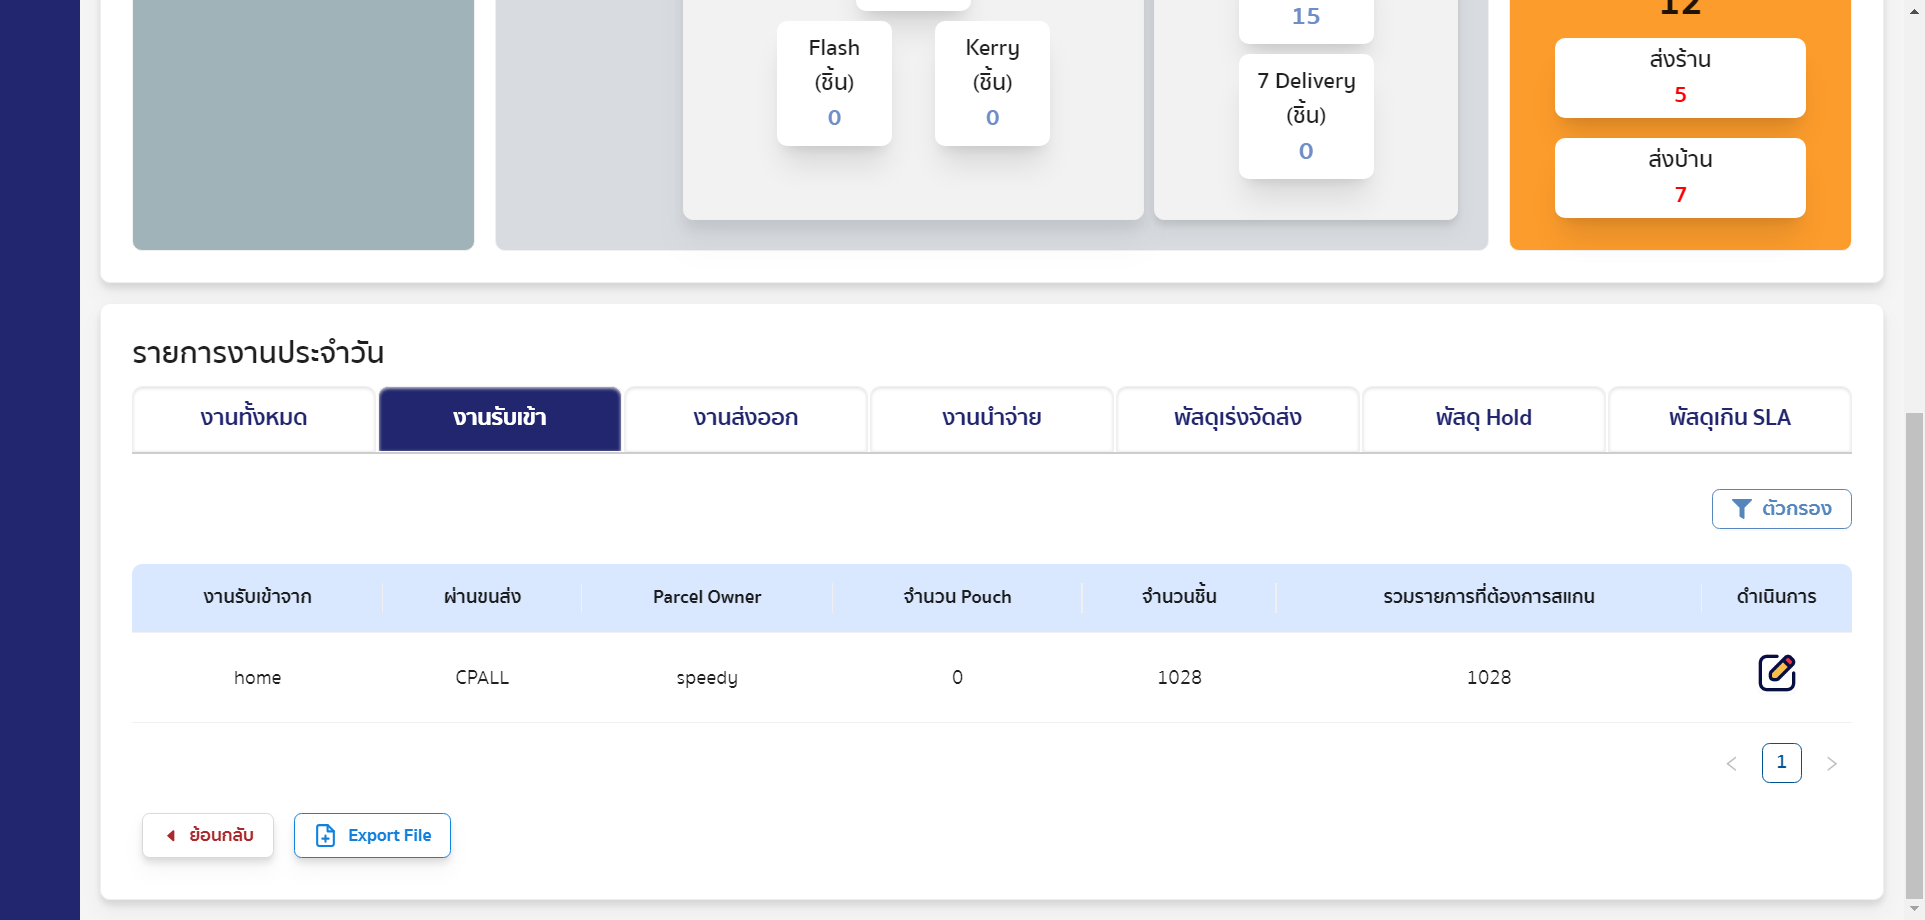 12
15
Flash
(ชิ้น)
0
Kerry
(ชิ้น)
0
7 Delivery
(ชิ้น)
0
ส่งร้าน
5
ส่งบ้าน
7
รายการงานประจำวัน
งานทั้งหมด
งานรับเข้า
งานส่งออก
งานนำจ่าย
พัสดุเร่งจัดส่ง
พัสดุ Hold
พัสดุเกิน SLA
ตัวกรอง
งานรับเข้าจาก
ผ่านขนส่ง
Parcel Owner
จำนวน Pouch
จำนวนชิ้น
รวมรายการที่ต้องการสแกน
ดำเนินการ
home
CPALL
speedy
0
1028
1028
1
ย้อนกลับ
Export File